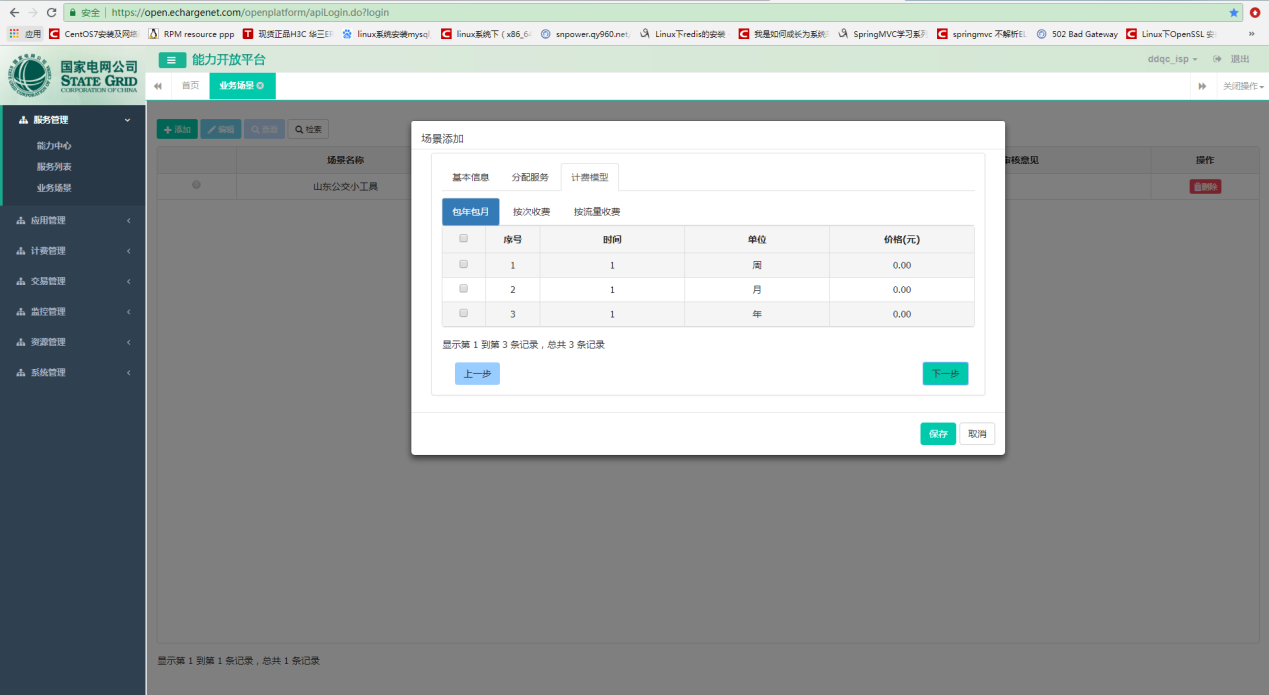 安全 https://open.echargenet.com/openplatform/apiLogin.do?login
应用 CentOS7安装及网络 RPM resource ppp 现货正品H3C 华三ER linux系统安装mysql linux系统下（x86_64 snpower.qy960.net/ Linux下redis的安装 我是如何成长为系统 SpringMVC学习系列 springmvc 不解析EL 502 Bad Gateway Linux下OpenSSL 安 »
国家电网公司
STATE GRID
CORPORATION OF CHINA
能力开放平台
ddqc_isp 退出
首页 业务场景 关闭操作
服务管理
能力中心
服务列表
业务场景
应用管理
计费管理
交易管理
监控管理
资源管理
系统管理
添加 编辑 查看 检索
场景名称 审核意见 操作
山东公交小工具 删除
场景添加
基本信息 分配服务 计费模型
包年包月 按次收费 按流量收费
序号 时间 单位 价格(元)
1 1 周 0.00
2 1 月 0.00
3 1 年 0.00
显示第 1 到第 3 条记录，总共 3 条记录
上一步 下一步
保存 取消
显示第 1 到第 1 条记录，总共 1 条记录